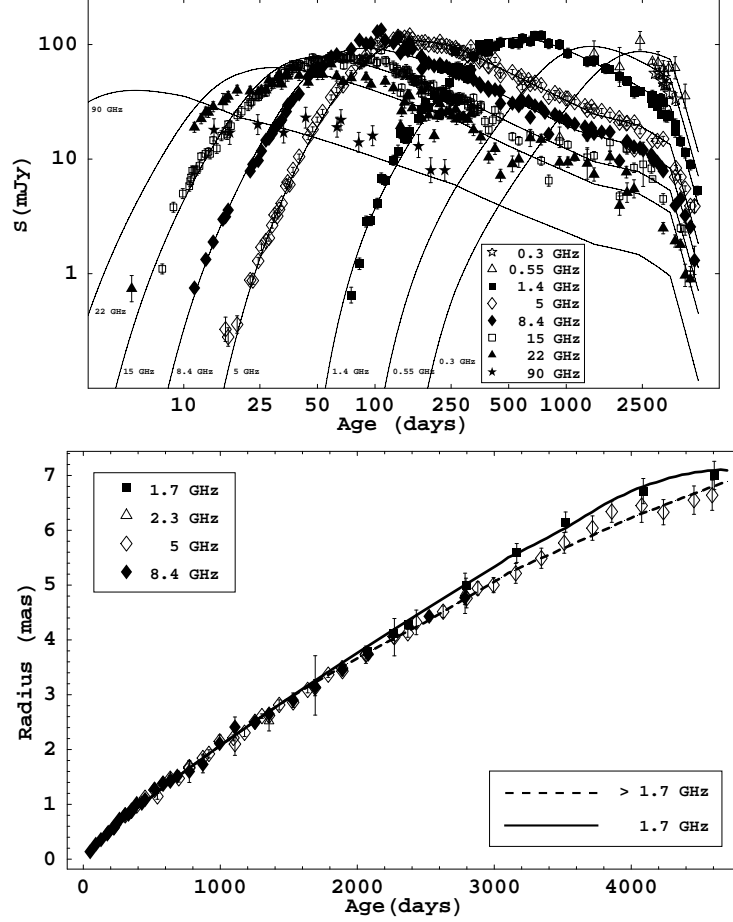 100
10
1
S(mJy)
90 GHz
22 GHz
15 GHz
8.4 GHz
5 GHz
1.4 GHz
0.55 GHz
0.3 GHz
0.3 GHz
0.55 GHz
1.4 GHz
5 GHz
8.4 GHz
15 GHz
22 GHz
90 GHz
10 25 50 100 250 500 1000 2500
Age (days)
7
6
5
4
3
2
1
0
Radius (mas)
1.7 GHz
2.3 GHz
5 GHz
8.4 GHz
> 1.7 GHz
1.7 GHz
0 1000 2000 3000 4000
Age(days)